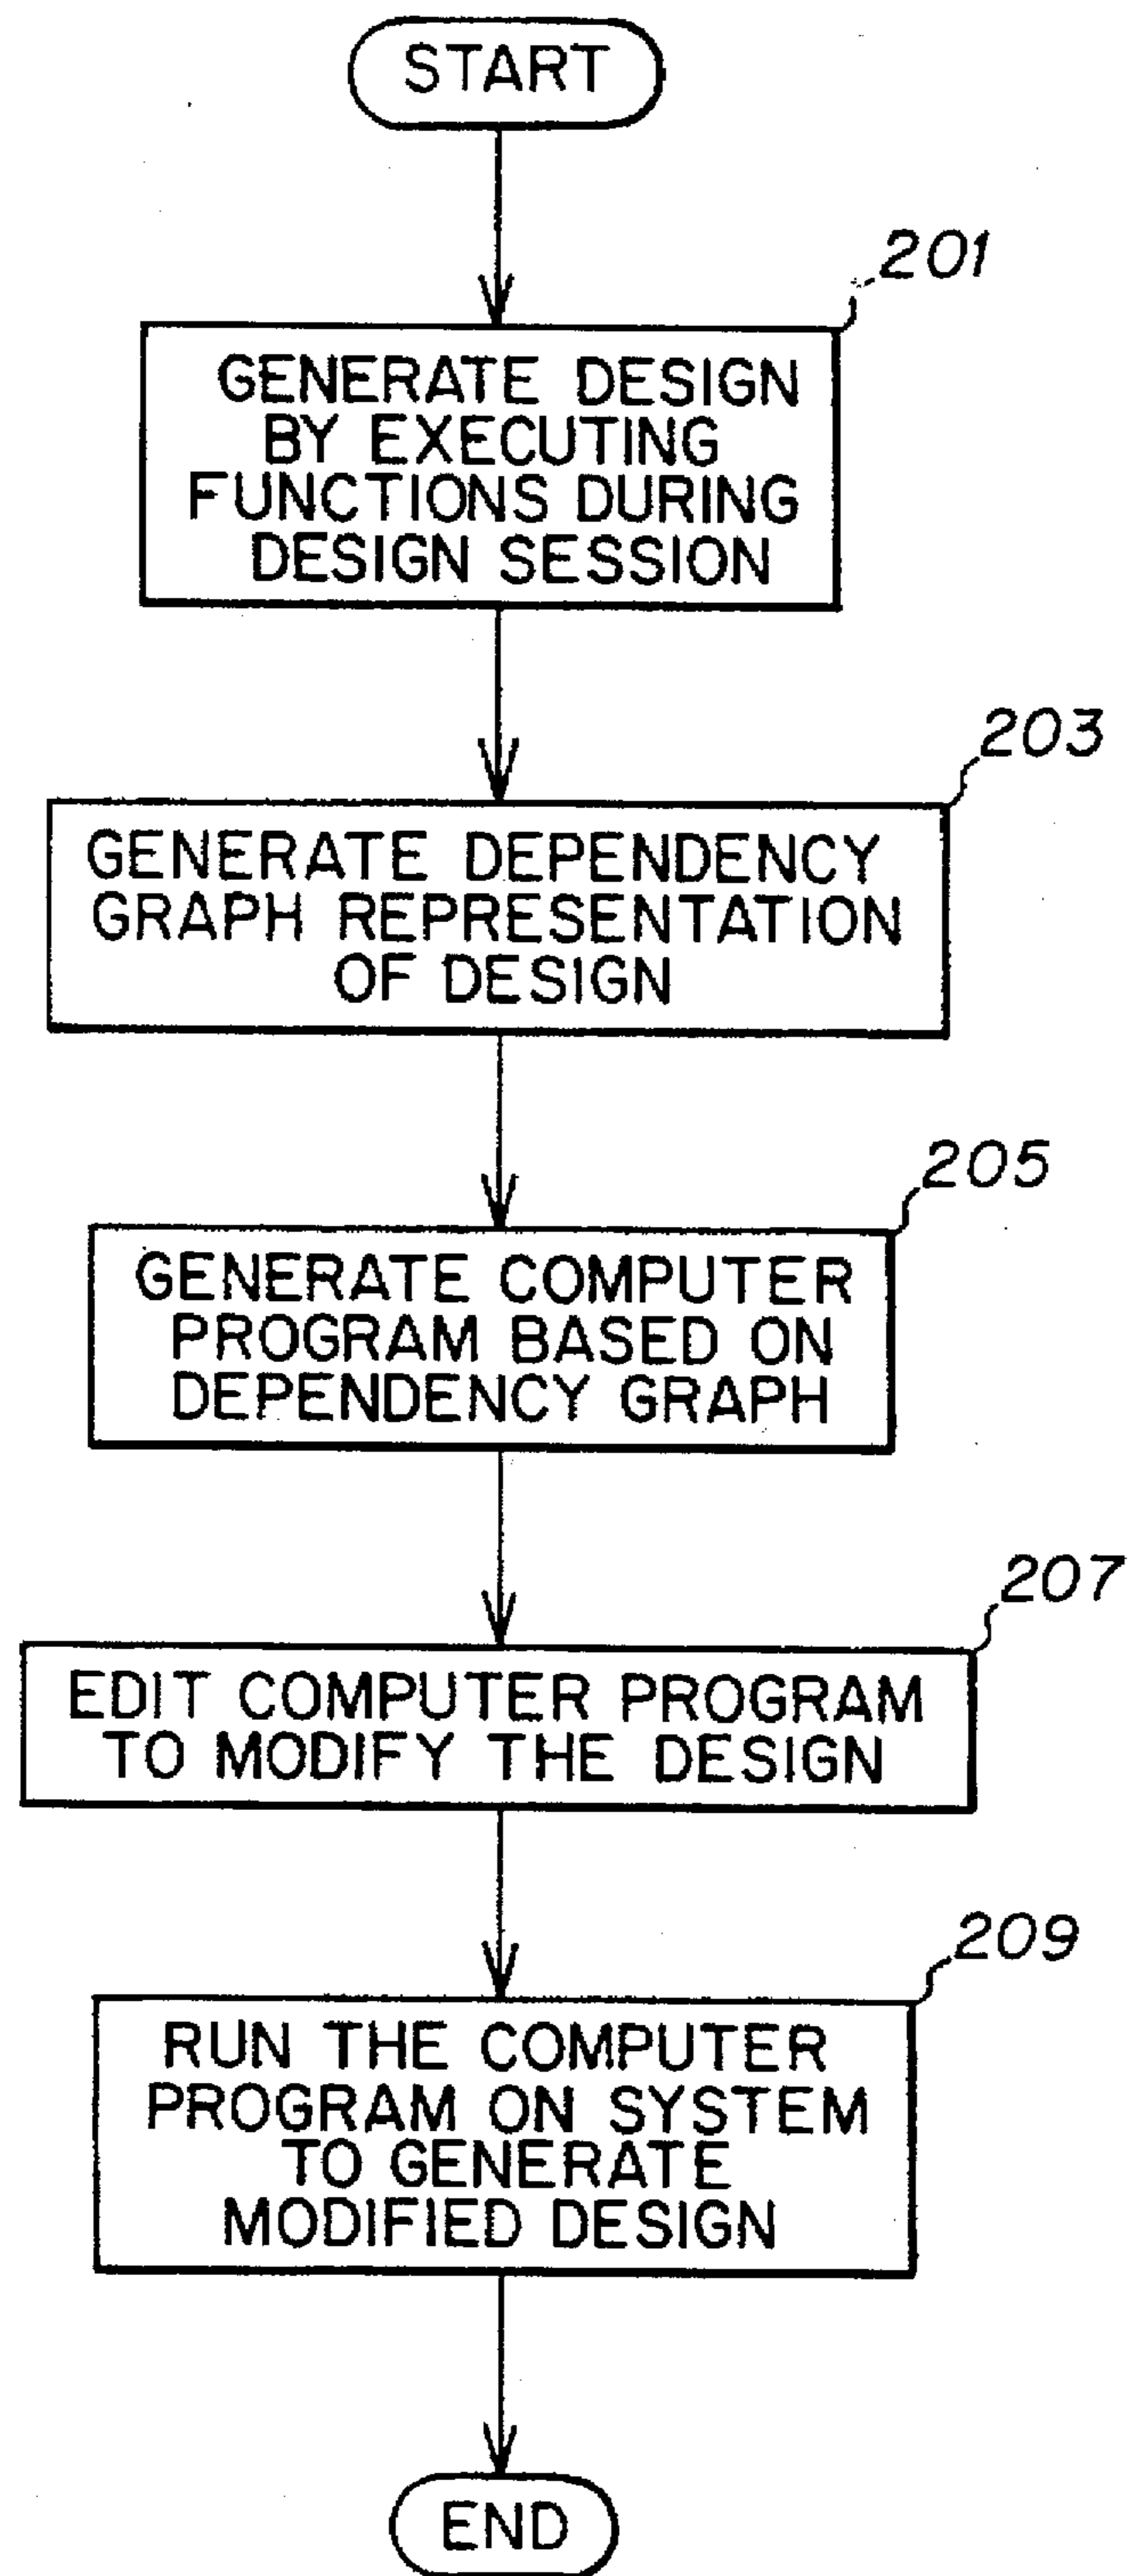 START
201
GENERATE DESIGN
BY EXECUTING
FUNCTIONS DURING
DESIGN SESSION
203
GENERATE DEPENDENCY
GRAPH REPRESENTATION
OF DESIGN
205
GENERATE COMPUTER
PROGRAM BASED ON
DEPENDENCY GRAPH
207
EDIT COMPUTER PROGRAM
TO MODIFY THE DESIGN
209
RUN THE COMPUTER
PROGRAM ON SYSTEM
TO GENERATE
MODIFIED DESIGN
END